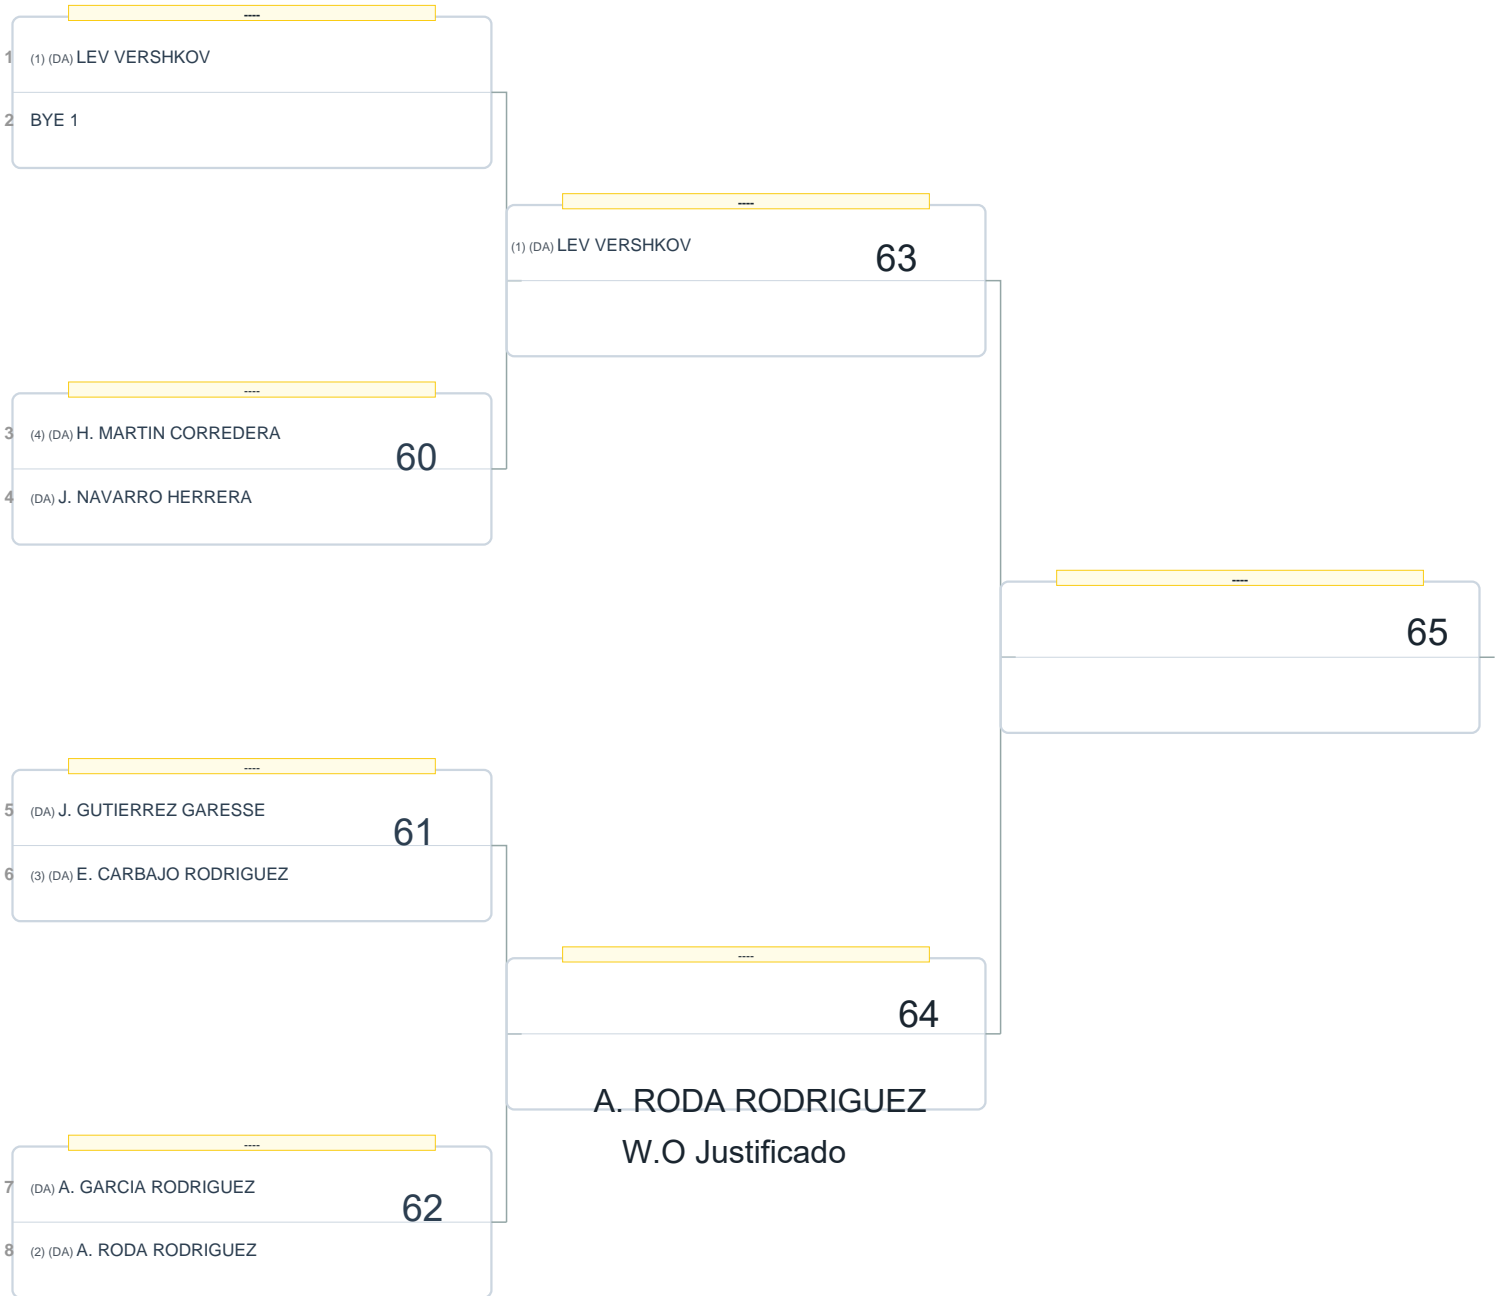 ----
1 (1) (DA) LEV VERSHKOV
2 BYE 1
----
(1) (DA) LEV VERSHKOV 63
----
3 (4) (DA) H. MARTIN CORREDERA
60
4 (DA) J. NAVARRO HERRERA
----
65
----
5 (DA) J. GUTIERREZ GARESSE
61
6 (3) (DA) E. CARBAJO RODRIGUEZ
----
64
A. RODA RODRIGUEZ
W.O Justificado
----
7 (DA) A. GARCIA RODRIGUEZ
62
8 (2) (DA) A. RODA RODRIGUEZ